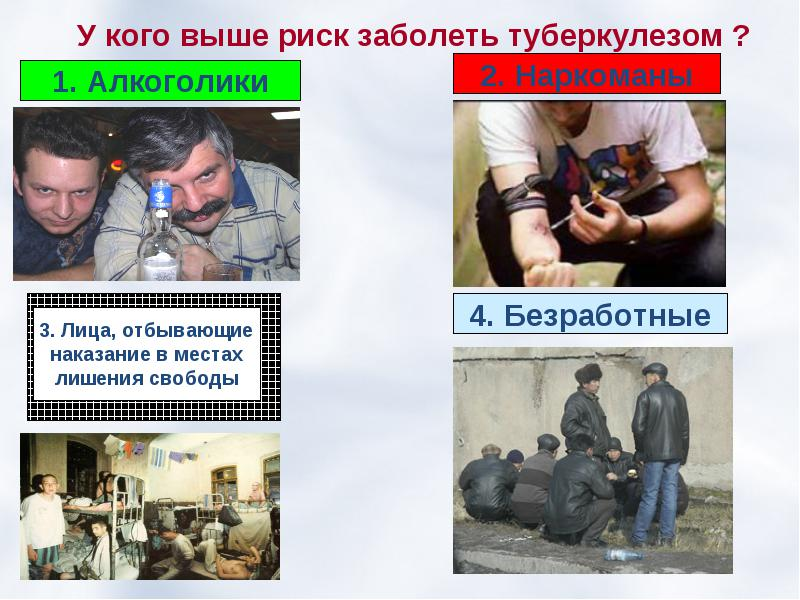 У кого выше риск заболеть туберкулезом ?
1. Алкоголики
2. Наркоманы
3. Лица, отбывающие
наказание в местах
лишения свободы
4. Безработные